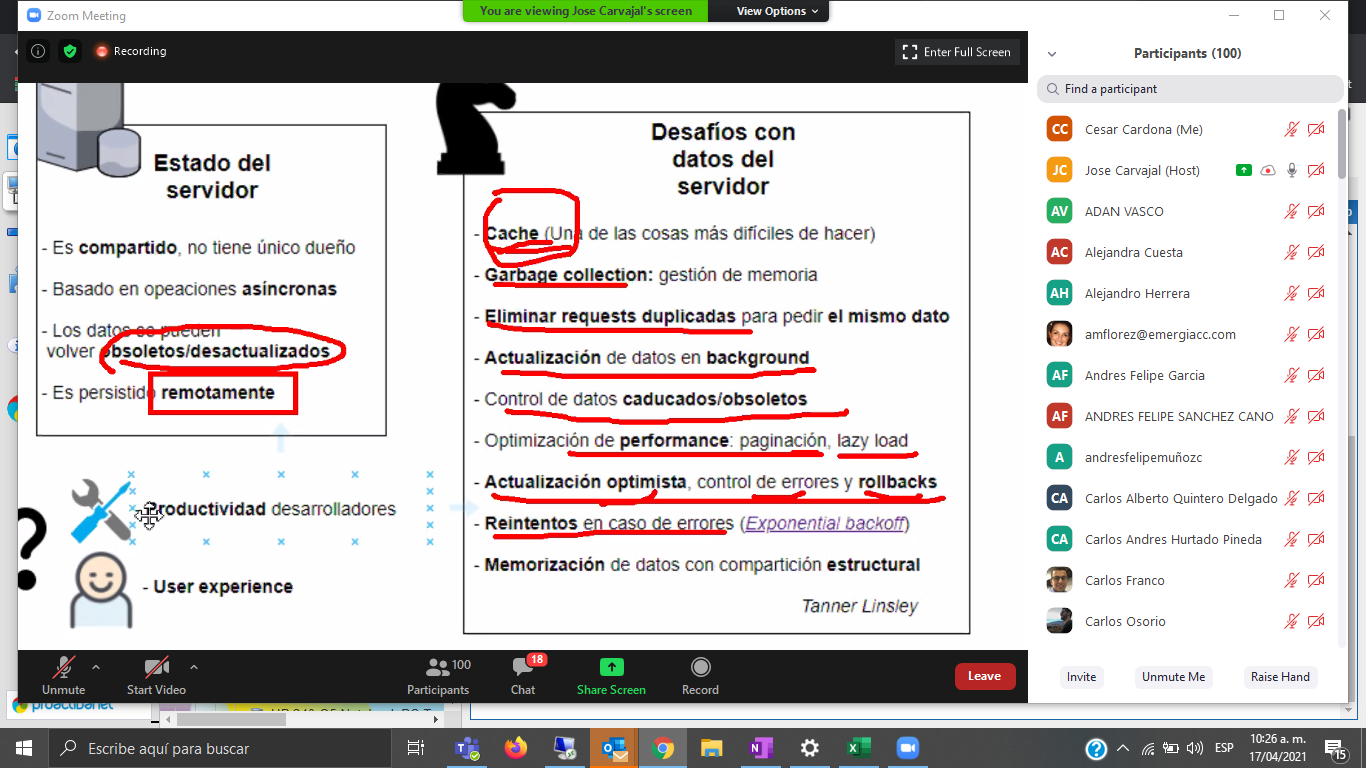 Zoom Meeting
You are viewing Jose Carvajal's screen
View Options
Recording
Enter Full Screen
Estado del
servidor
- Es compartido, no tiene único dueño
- Basado en opeaciones asíncronas
- Los datos se pueden
volver obsoletos/desactualizados
- Es persistido remotamente
Productividad desarrolladores
- User experience
?
Desafíos con
datos del
servidor
- Cache (Una de las cosas más difíciles de hacer)
- Garbage collection: gestión de memoria
- Eliminar requests duplicadas para pedir el mismo dato
- Actualización de datos en background
- Control de datos caducados/obsoletos
- Optimización de performance: paginación, lazy load
- Actualización optimista, control de errores y rollbacks
- Reintentos en caso de errores (Exponential backoff)
- Memorización de datos con compartición estructural
Tanner Linsley
Participants (100)
Find a participant
CC Cesar Cardona (Me)
JC Jose Carvajal (Host)
AV ADAN VASCO
AC Alejandra Cuesta
AH Alejandro Herrera
amflorez@emergiacc.com
AF Andres Felipe Garcia
AF ANDRES FELIPE SANCHEZ CANO
A andresfelipemuñozc
CA Carlos Alberto Quintero Delgado
CA Carlos Andres Hurtado Pineda
Carlos Franco
Carlos Osorio
Invite
Unmute Me
Raise Hand
Unmute
Start Video
100
Participants
18
Chat
Share Screen
Record
Leave
proactibanet
Escribe aquí para buscar
ESP
10:26 a. m.
17/04/2021
15